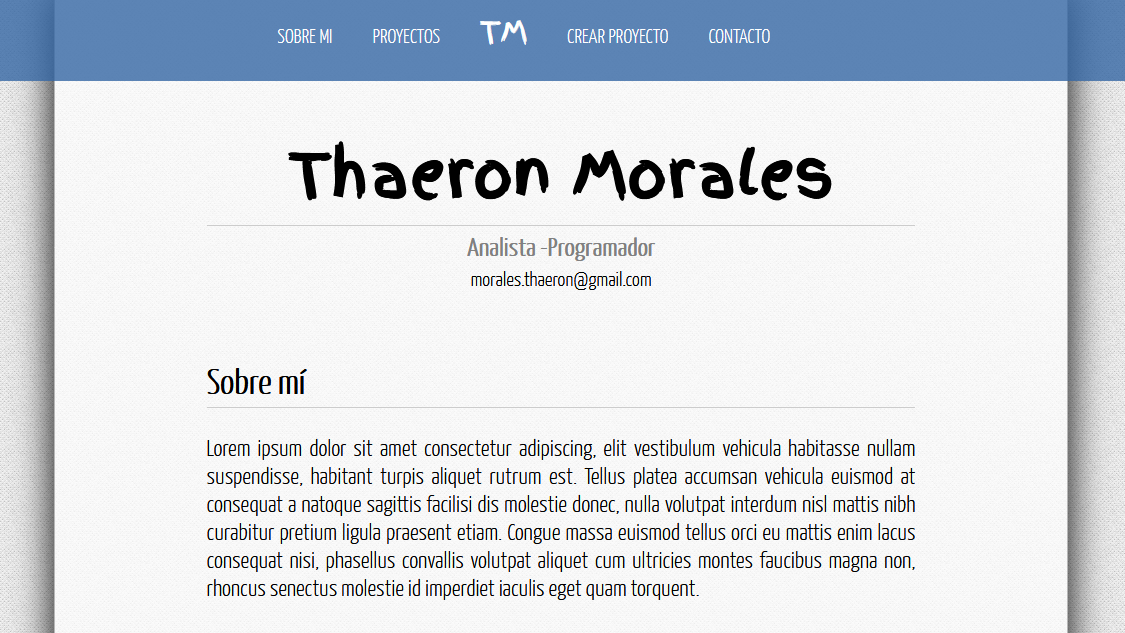 SOBRE MI PROYECTOS TM CREAR PROYECTO CONTACTO
Thaeron Morales
Analista -Programador
morales.thaeron@gmail.com
Sobre mí
Lorem ipsum dolor sit amet consectetur adipiscing, elit vestibulum vehicula habitasse nullam
suspendisse, habitant turpis aliquet rutrum est. Tellus platea accumsan vehicula euismod at
consequat a natoque sagittis facilisi dis molestie donec, nulla volutpat interdum nisl mattis nibh
curabitur pretium ligula praesent etiam. Congue massa euismod tellus orci eu mattis enim lacus
consequat nisi, phasellus convallis volutpat aliquet cum ultricies montes faucibus magna non,
rhoncus senectus molestie id imperdiet iaculis eget quam torquent.